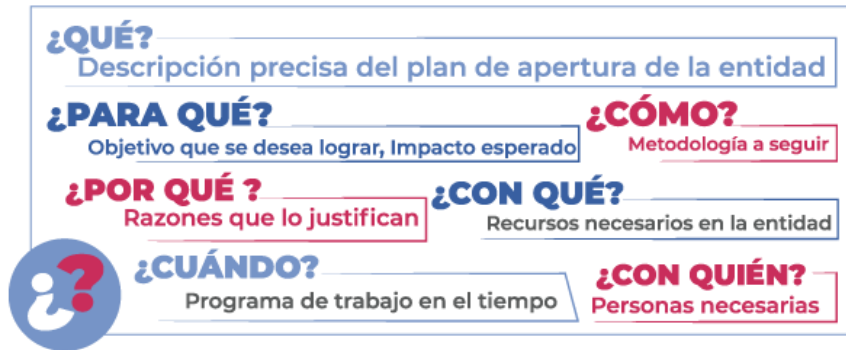 ¿QUÉ?
Descripción precisa del plan de apertura de la entidad
¿PARA QUÉ?
Objetivo que se desea lograr, Impacto esperado
¿CÓMO?
Metodología a seguir
¿POR QUÉ ?
Razones que lo justifican
¿CON QUÉ?
Recursos necesarios en la entidad
¿CUÁNDO?
Programa de trabajo en el tiempo
¿CON QUIÉN?
Personas necesarias
¿?